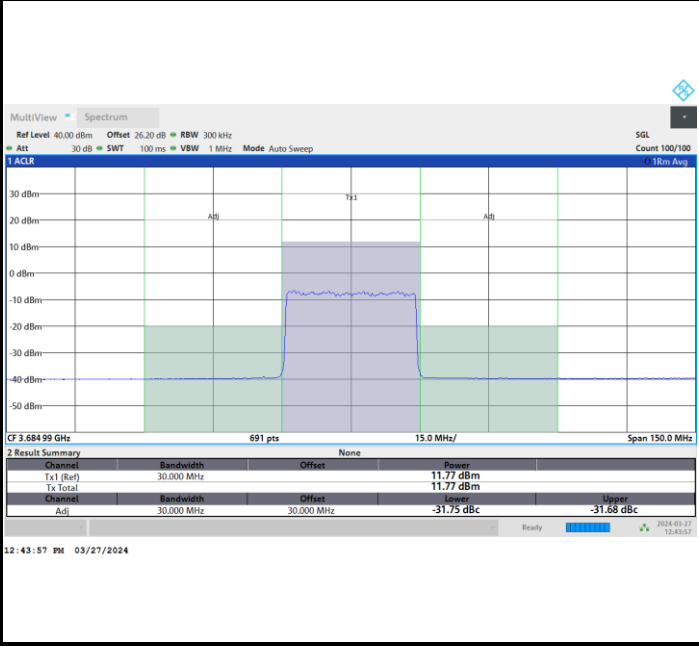 MultiView Spectrum
Ref Level 40.00 dBm Offset 26.20 dB RBW 300 kHz SGL
Att 30 dB SWT 100 ms VBW 1 MHz Mode Auto Sweep Count 100/100
1 ACLR 1Rm Avg
Tx1
Adj Adj
30 dBm
20 dBm
10 dBm
0 dBm
-10 dBm
-20 dBm
-30 dBm
-40 dBm
-50 dBm
CF 3.684 99 GHz 691 pts 15.0 MHz/ Span 150.0 MHz
2 Result Summary None
Channel Bandwidth Offset Power
Tx1 (Ref) 30.000 MHz 11.77 dBm
Tx Total 11.77 dBm
Channel Bandwidth Offset Lower Upper
Adj 30.000 MHz 30.000 MHz -31.75 dBc -31.68 dBc
Ready 2024-03-27
12:43:57
12:43:57 PM 03/27/2024